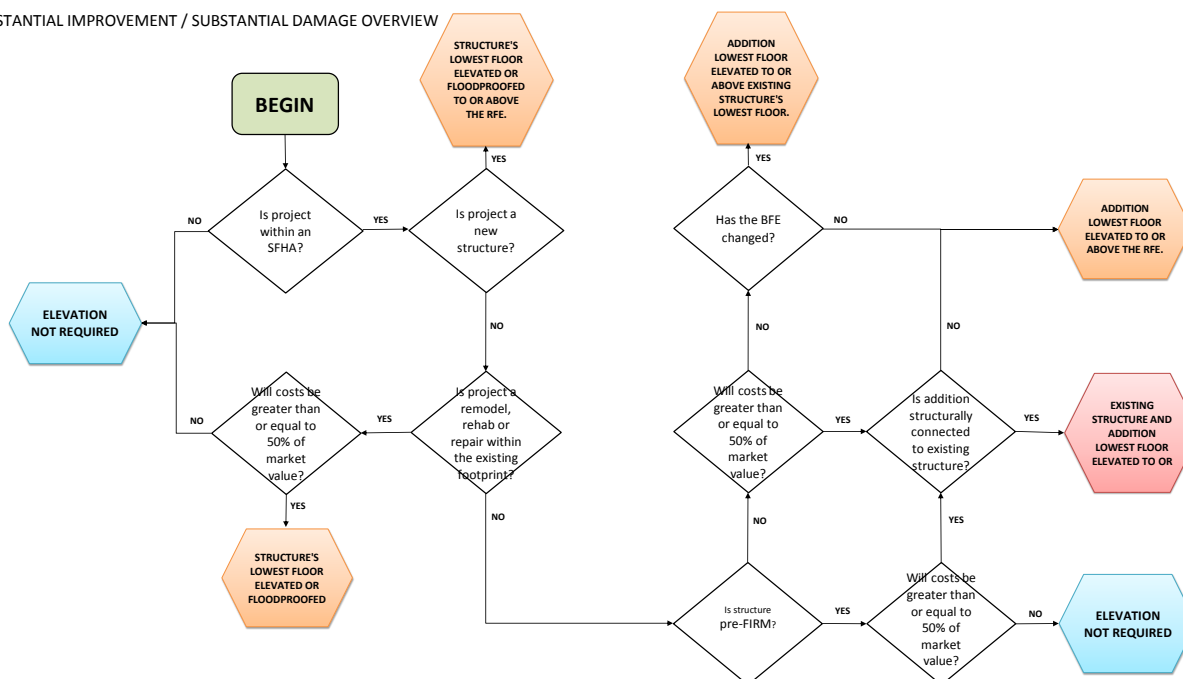 STANTIAL IMPROVEMENT / SUBSTANTIAL DAMAGE OVERVIEW
BEGIN
STRUCTURE'S
LOWEST FLOOR
ELEVATED OR
FLOODPROOFED
TO OR ABOVE
THE RFE.
ADDITION
LOWEST FLOOR
ELEVATED TO OR
ABOVE EXISTING
STRUCTURE'S
LOWEST FLOOR.
YES
YES
NO
Is project
within an
SFHA?
YES
Is project a
new
structure?
Has the BFE
changed?
NO
ADDITION
LOWEST FLOOR
ELEVATED TO OR
ABOVE THE RFE.
ELEVATION
NOT REQUIRED
NO
NO
NO
NO
Will costs be
greater than
or equal to
50% of
market
value?
YES
Is project a
remodel,
rehab or
repair within
the existing
footprint?
Will costs be
greater than
or equal to
50% of
market
value?
YES
Is addition
structurally
connected
to existing
structure?
YES
EXISTING
STRUCTURE AND
ADDITION
LOWEST FLOOR
ELEVATED TO OR
YES
NO
NO
YES
STRUCTURE'S
LOWEST FLOOR
ELEVATED OR
FLOODPROOFED
Is structure
pre-FIRM?
YES
Will costs be
greater than
or equal to
50% of
market
value?
NO
ELEVATION
NOT REQUIRED